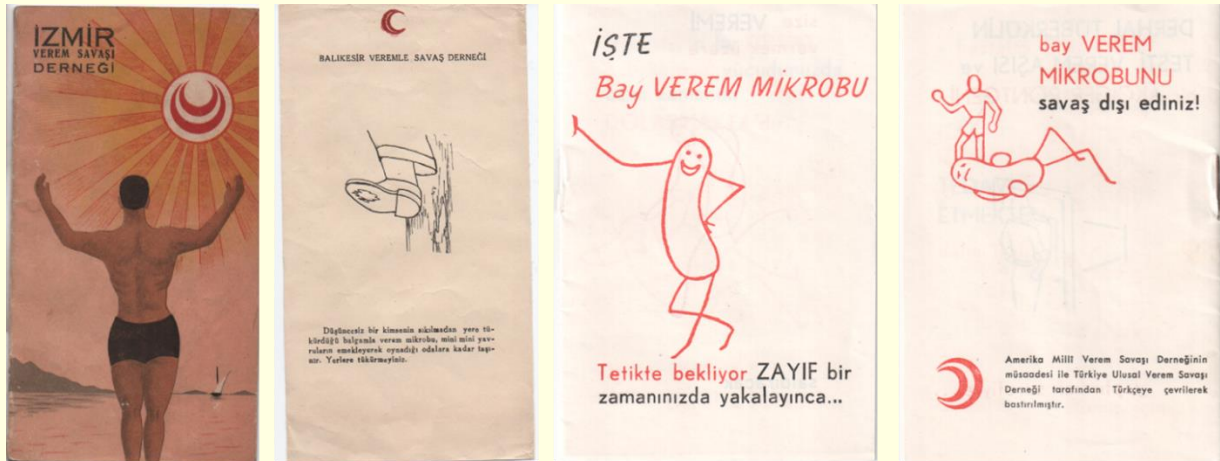 İZMİR
VEREM SAVAŞI
DERNEĞİ
BALIKESİR VEREMLE SAVAŞ DERNEĞİ
Düşüncesiz bir kimsenin sıkılmadan yere tü-
kürdüğü balgamla verem mikrobu, mini mini yav-
ruların emekleyerek oynadığı odalara kadar taşı-
nır. Yerlere tükürmeyiniz.
İŞTE
Bay VEREM MİKROBU
Tetikte bekliyor ZAYIF bir
zamanınızda yakalayınca...
bay VEREM
MİKROBUNU
savaş dışı ediniz!
Amerika Millî Verem Savaşı Derneğinin
müsaadesi ile Türkiye Ulusal Verem Savaşı
Derneği tarafından Türkçeye çevrilerek
bastırılmıştır.